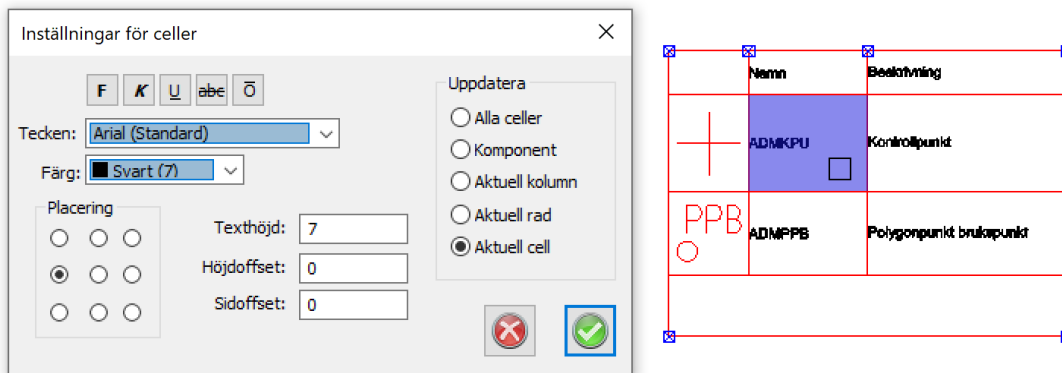 Inställningar för celler
F K U abc O
Tecken: Arial (Standard)
Färg: Svart (7)
Placering
Texthöjd: 7
Höjdoffset: 0
Sidoffset: 0
Uppdatera
Alla celler
Komponent
Aktuell kolumn
Aktuell rad
Aktuell cell
Namn Beskrivning
ADMKPU Kontrollpunkt
PPB ADMPPB Polygonpunkt brukspunkt